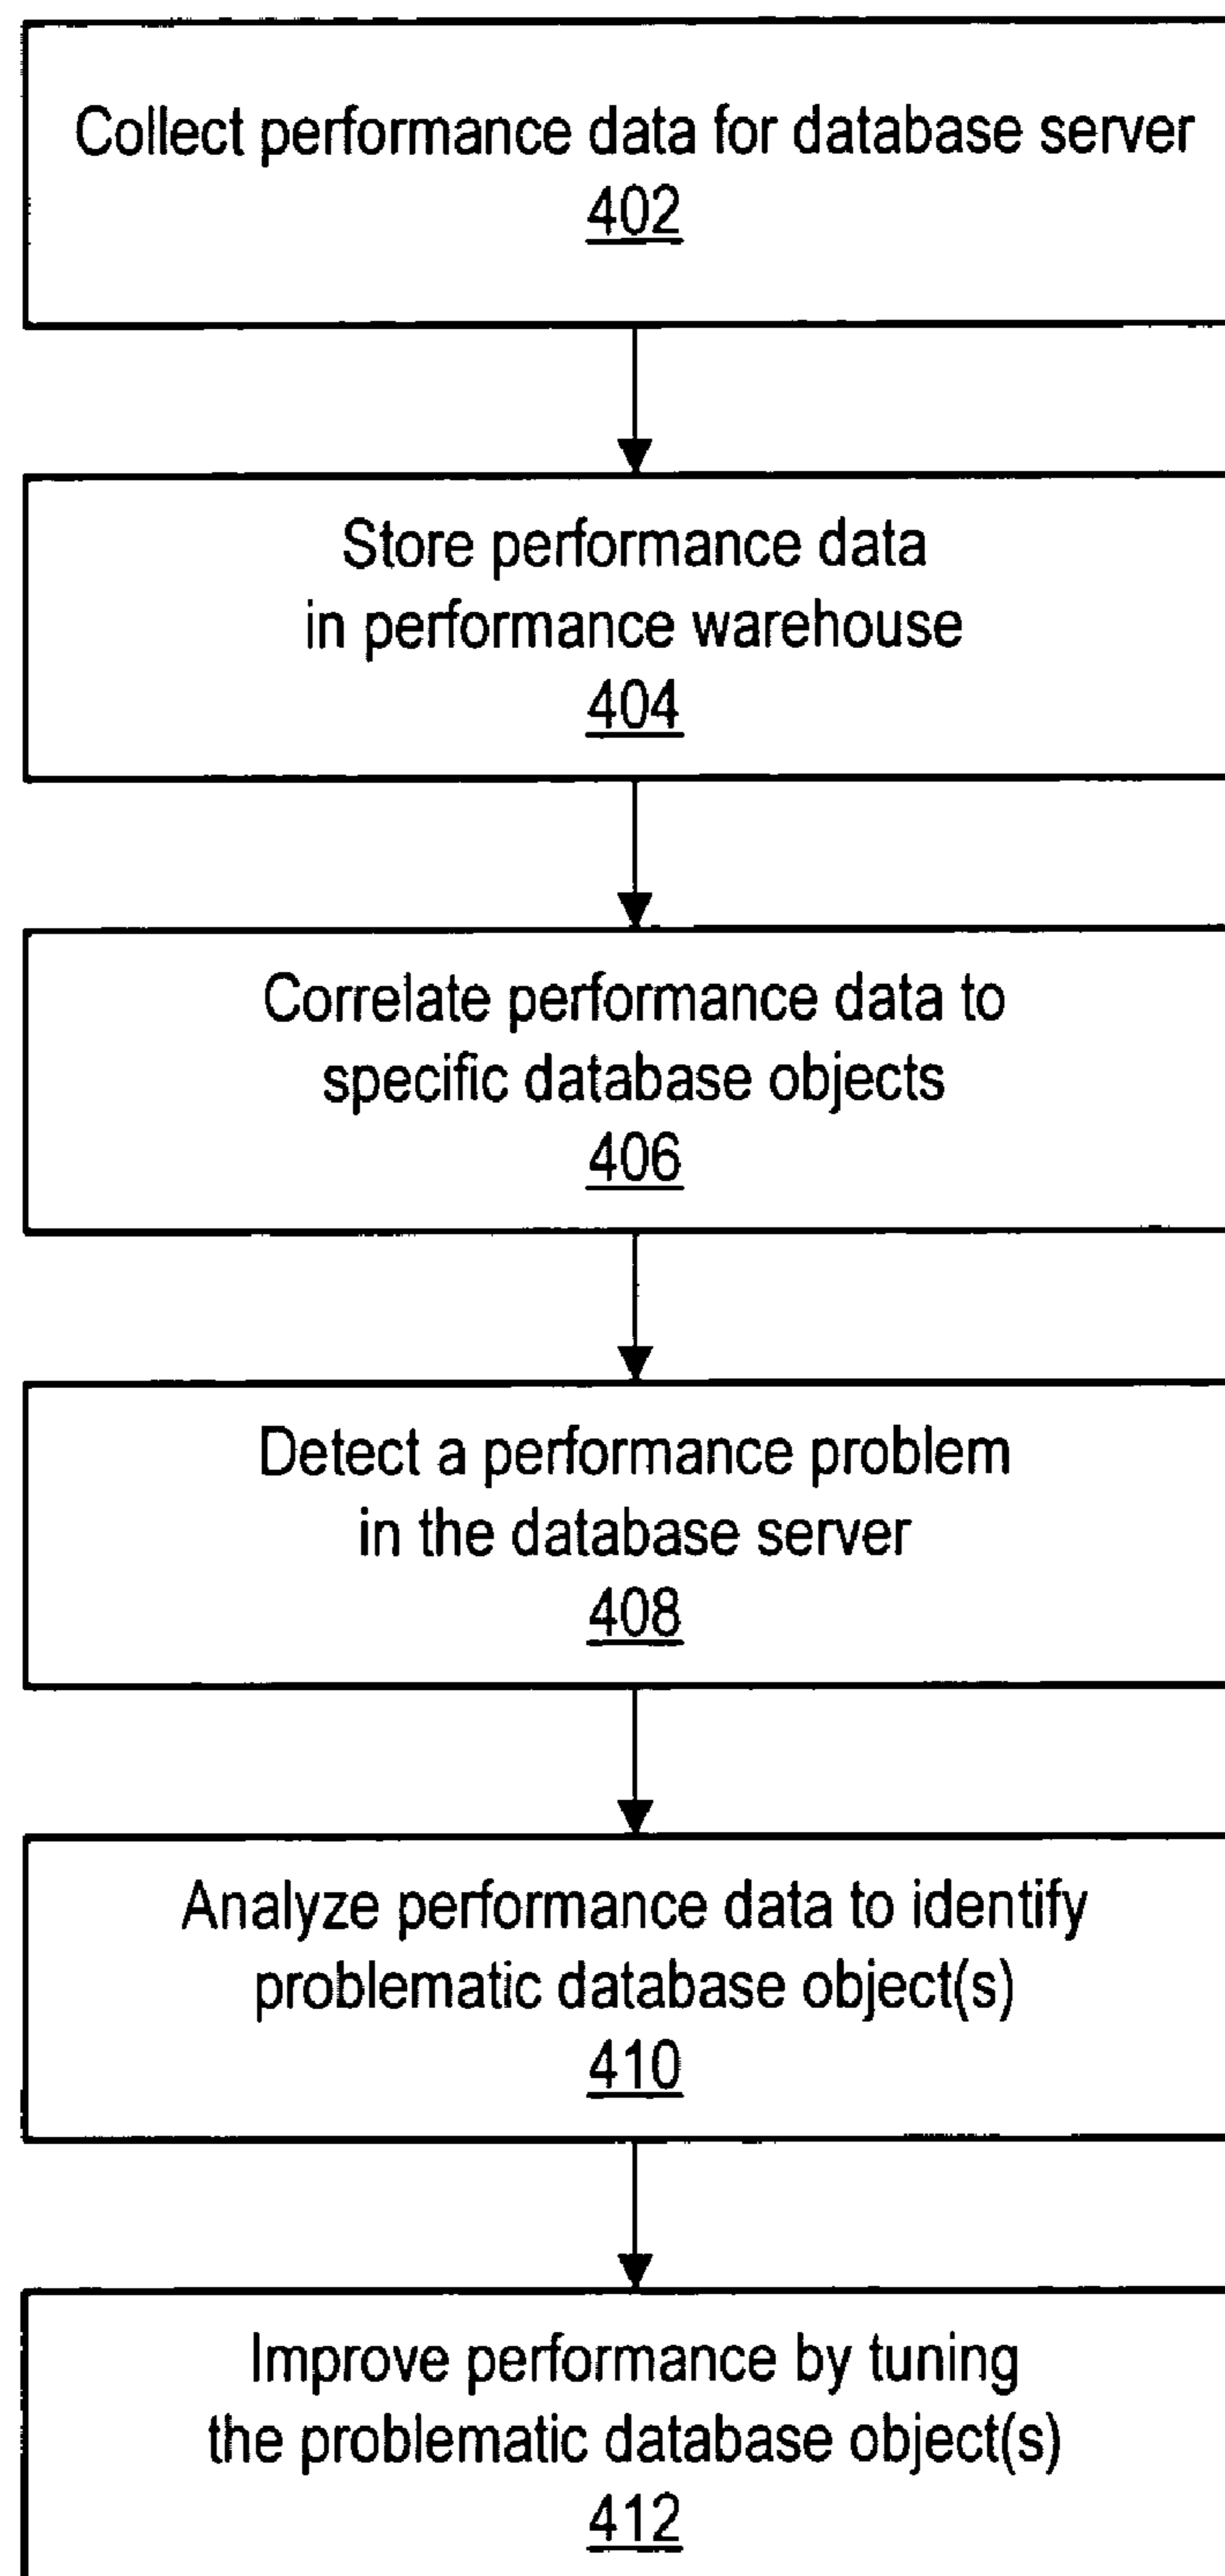 Collect performance data for database server
402
Store performance data
in performance warehouse
404
Correlate performance data to
specific database objects
406
Detect a performance problem
in the database server
408
Analyze performance data to identify
problematic database object(s)
410
Improve performance by tuning
the problematic database object(s)
412